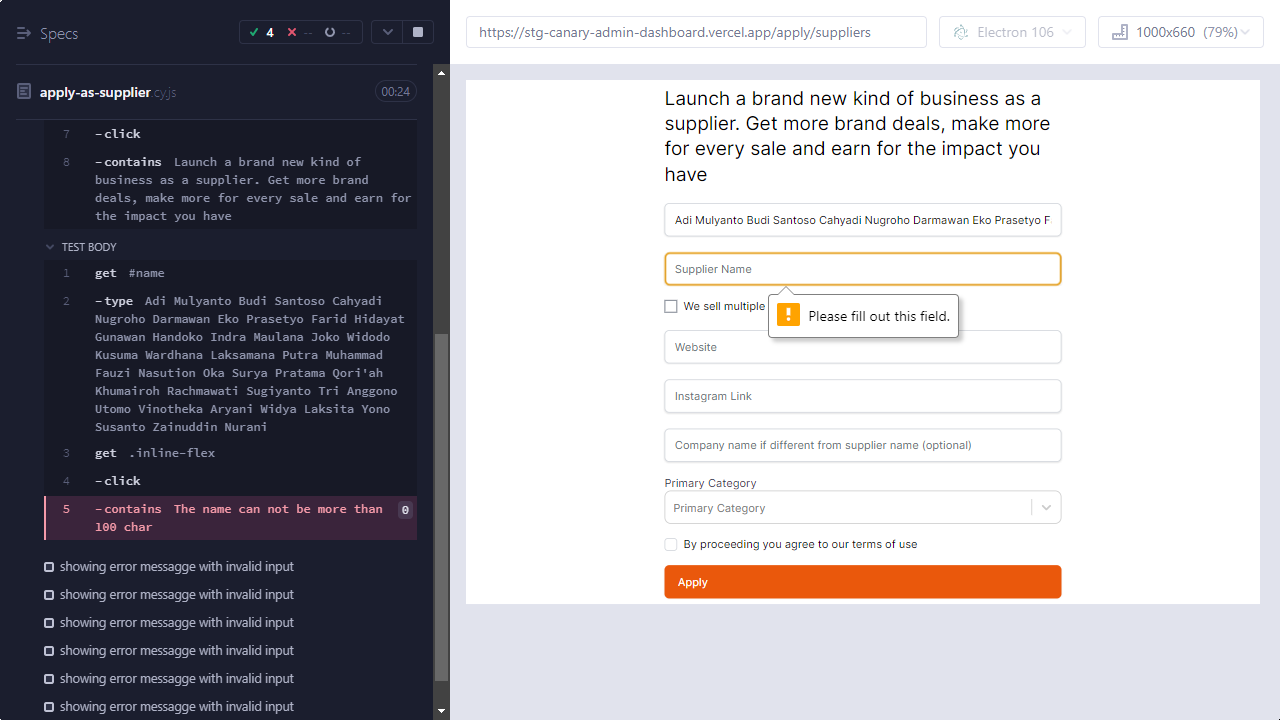 Specs
4
--
--
apply-as-supplier.cy.js
00:24
7 -click
8 -contains Launch a brand new kind of
business as a supplier. Get more brand
deals, make more for every sale and earn for
the impact you have
TEST BODY
1 get #name
2 -type Adi Mulyanto Budi Santoso Cahyadi
Nugroho Darmawan Eko Prasetyo Farid Hidayat
Gunawan Handoko Indra Maulana Joko Widodo
Kusuma Wardhana Laksamana Putra Muhammad
Fauzi Nasution Oka Surya Pratama Qori'ah
Khumairoh Rachmawati Sugiyanto Tri Anggono
Utomo Vinotheka Aryani Widya Laksita Yono
Susanto Zainuddin Nurani
3 get .inline-flex
4 -click
5 -contains The name can not be more than 0
100 char
showing error messagge with invalid input
showing error messagge with invalid input
showing error messagge with invalid input
showing error messagge with invalid input
showing error messagge with invalid input
showing error messagge with invalid input
https://stg-canary-admin-dashboard.vercel.app/apply/suppliers
Electron 106
1000x660 (79%)
Launch a brand new kind of business as a
supplier. Get more brand deals, make more
for every sale and earn for the impact you
have
Adi Mulyanto Budi Santoso Cahyadi Nugroho Darmawan Eko Prasetyo F
Supplier Name
We sell multiple
! Please fill out this field.
Website
Instagram Link
Company name if different from supplier name (optional)
Primary Category
Primary Category
By proceeding you agree to our terms of use
Apply